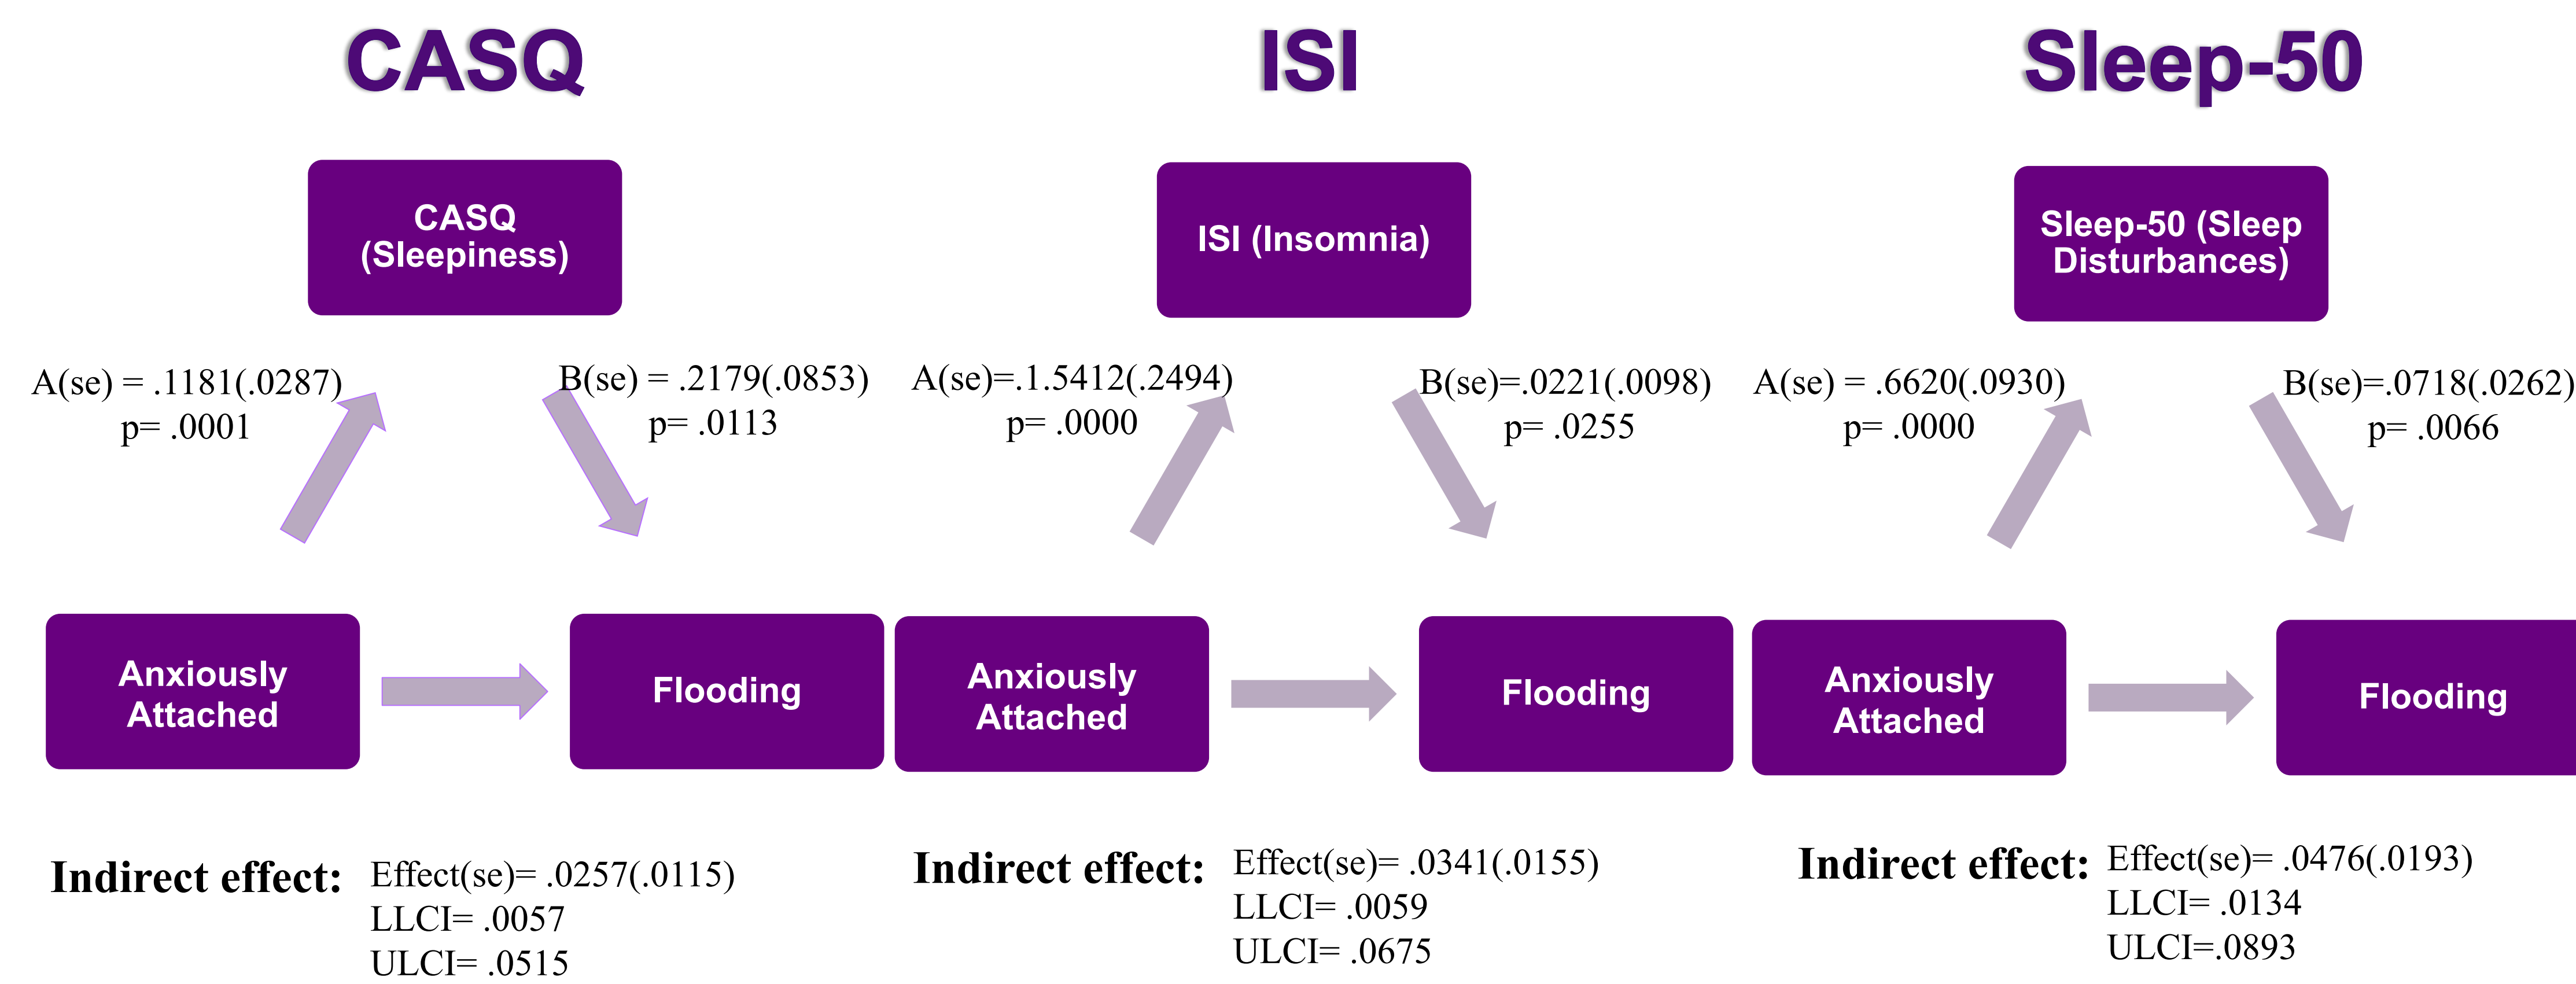 CASQ
CASQ
(Sleepiness)
A(se) = .1181(.0287)
p= .0001
B(se) = .2179(.0853)
p= .0113
Anxiously
Attached
Flooding
Indirect effect:
Effect(se)= .0257(.0115)
LLCI= .0057
ULCI= .0515
ISI
ISI (Insomnia)
A(se)=.1.5412(.2494)
p= .0000
B(se)=.0221(.0098)
p= .0255
Anxiously
Attached
Flooding
Indirect effect:
Effect(se)= .0341(.0155)
LLCI= .0059
ULCI= .0675
Sleep-50
Sleep-50 (Sleep
Disturbances)
A(se) = .6620(.0930)
p= .0000
B(se)=.0718(.0262)
p= .0066
Anxiously
Attached
Flooding
Indirect effect:
Effect(se)= .0476(.0193)
LLCI= .0134
ULCI=.0893